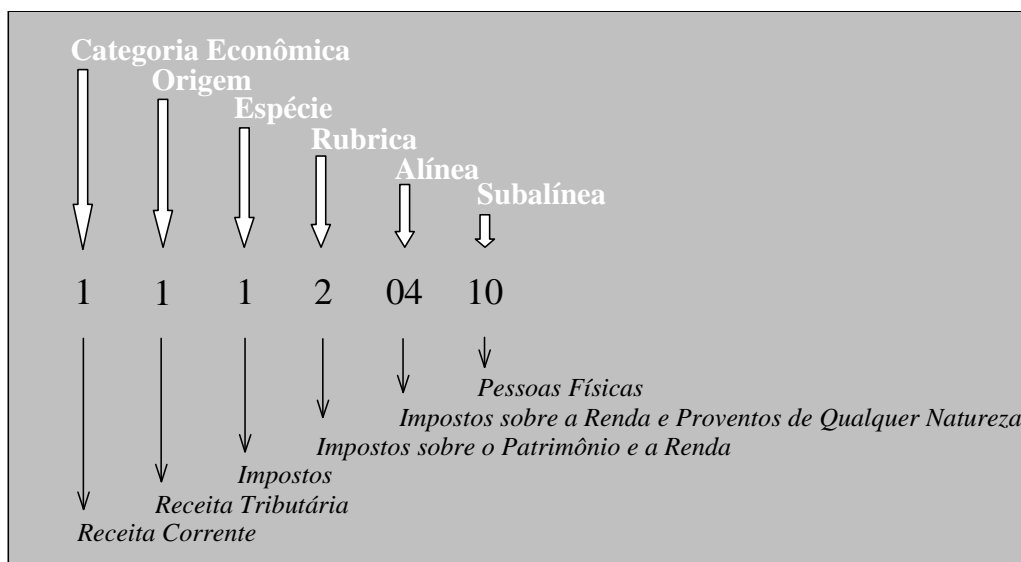 Categoria Econômica
Origem
Espécie
Rubrica
Alínea
Subalínea
1 1 1 2 04 10
Pessoas Físicas
Impostos sobre a Renda e Proventos de Qualquer Natureza
Impostos sobre o Patrimônio e a Renda
Impostos
Receita Tributária
Receita Corrente